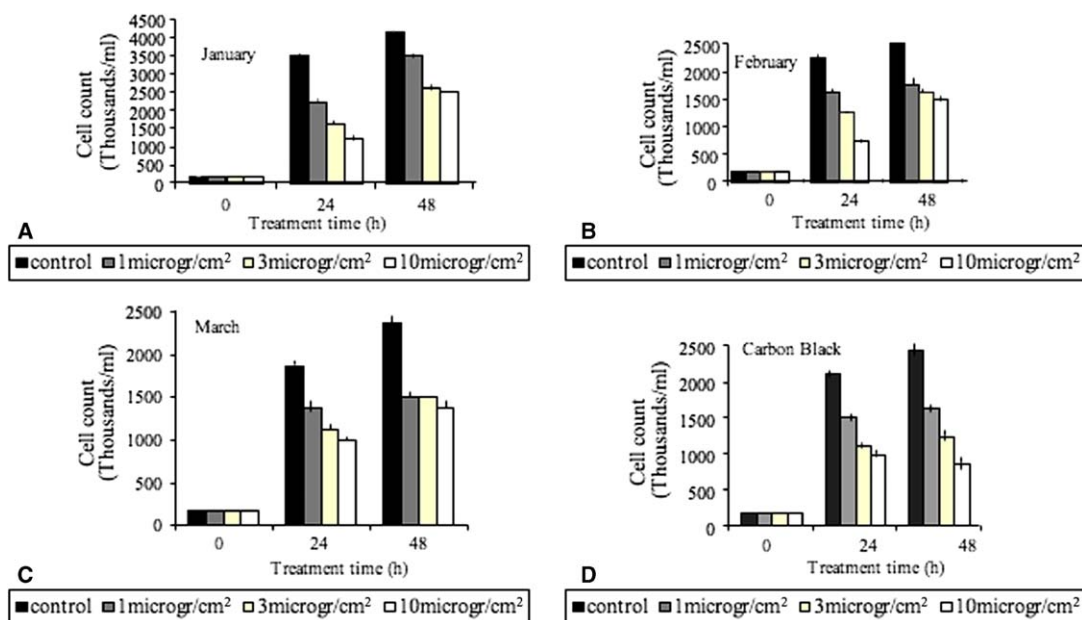 January
Cell count
(Thousands/ml)
4500
4000
3500
3000
2500
2000
1500
1000
500
0
0 24 48
Treatment time (h)
A
control 1microgr/cm² 3microgr/cm² 10microgr/cm²
February
Cell count
(Thousands/ml)
2500
2000
1500
1000
500
0
0 24 48
Treatment time (h)
B
control 1microgr/cm² 3microgr/cm² 10microgr/cm²
March
Cell count
(Thousands/ml)
2500
2000
1500
1000
500
0
0 24 48
Treatment time (h)
C
control 1microgr/cm² 3microgr/cm² 10microgr/cm²
Carbon Black
Cell count
(Thousands/ml)
2500
2000
1500
1000
500
0
0 24 48
Treatment time (h)
D
control 1microgr/cm² 3microgr/cm² 10microgr/cm²